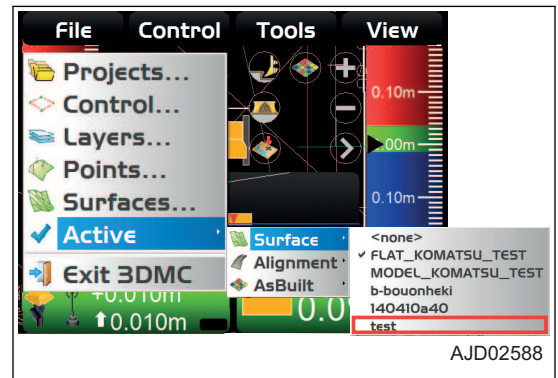 File Control Tools View
Projects...
Control...
Layers...
Points...
Surfaces...
Active
Exit 3DMC
0.10m
0.10m
Surface
Alignment
AsBuilt
<none>
FLAT_KOMATSU_TEST
MODEL_KOMATSU_TEST
b-bouonheki
140410a40
test
+0.010m
0.010m
AJD02588